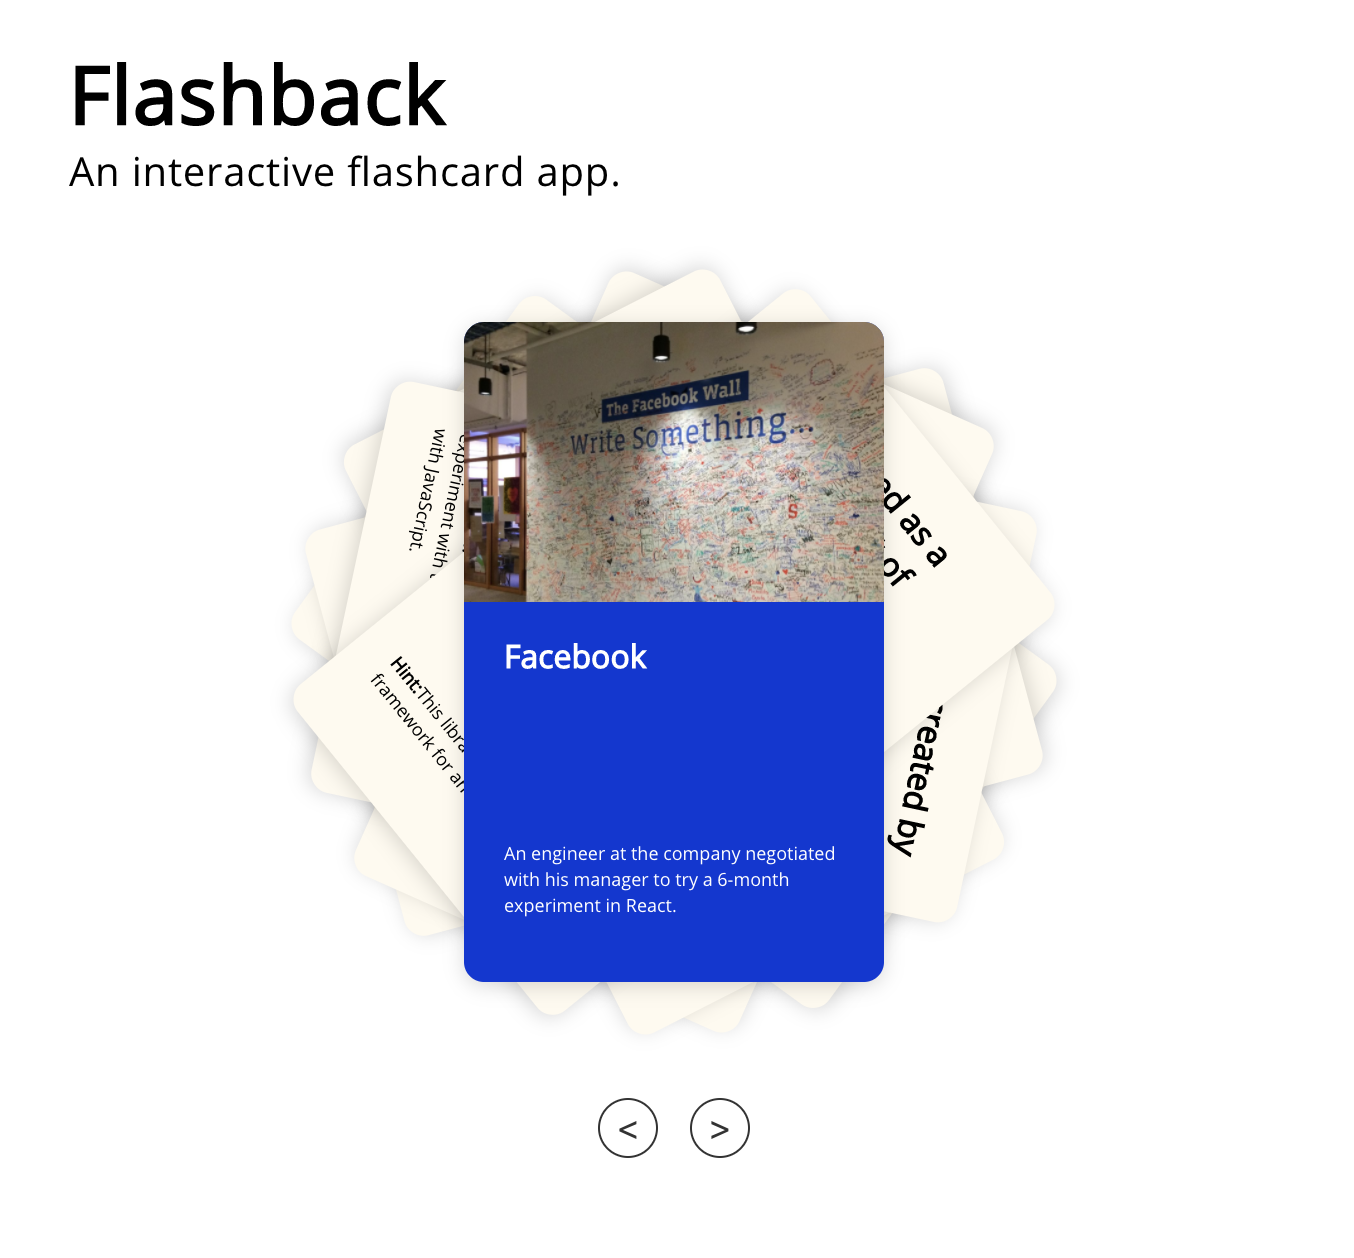 Flashback
An interactive flashcard app.
The Facebook Wall
Write Something...
experiment with
with JavaScript.
ed as a
of
Hint:This
framework for
Facebook
reated by
An engineer at the company negotiated
with his manager to try a 6-month
experiment in React.
<
>